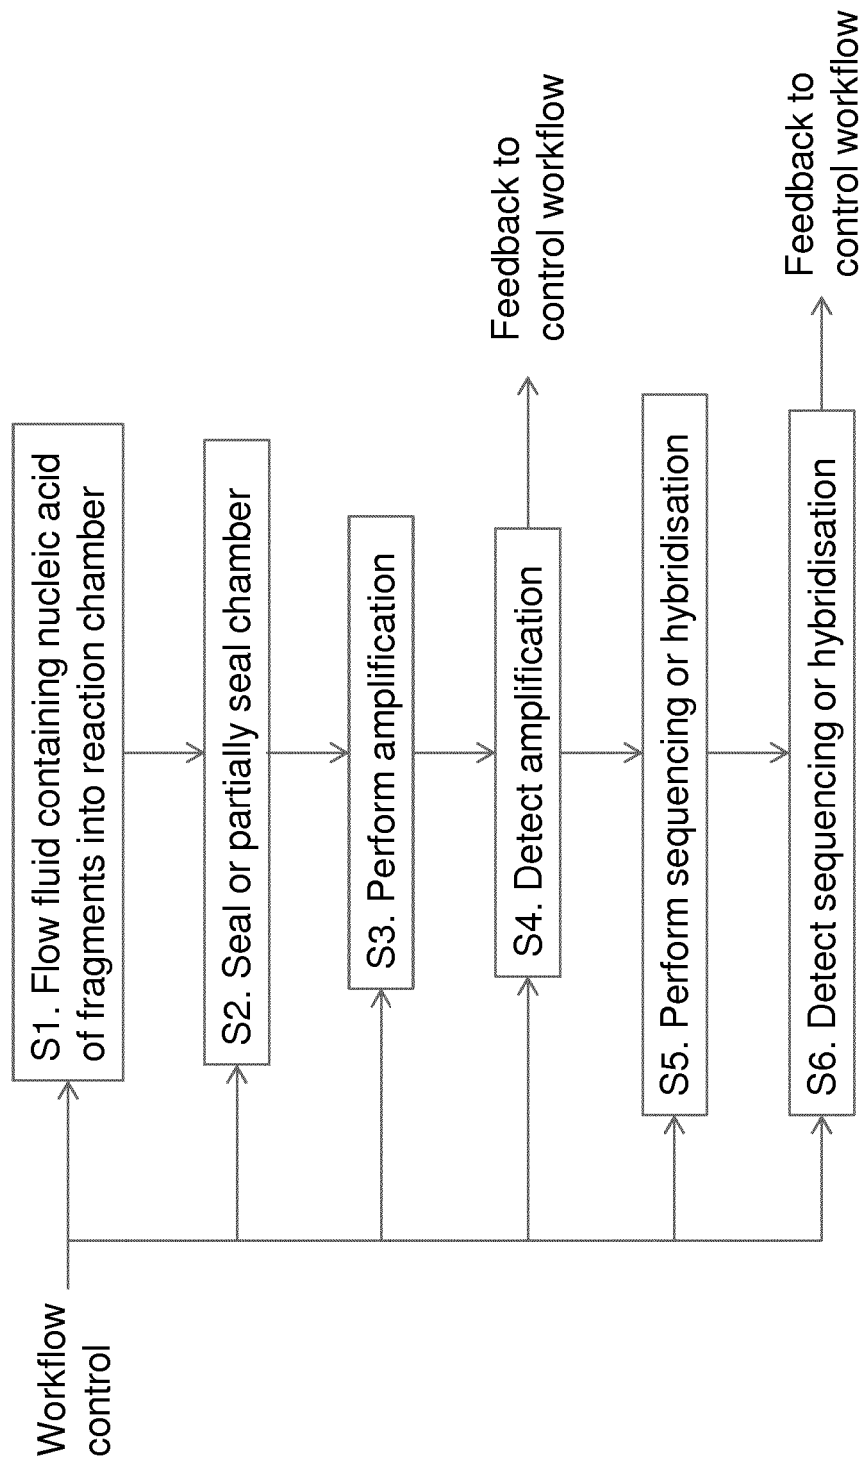 Workflow
control
S1. Flow fluid containing nucleic acid
of fragments into reaction chamber
S2. Seal or partially seal chamber
S3. Perform amplification
S4. Detect amplification
Feedback to
control workflow
S5. Perform sequencing or hybridisation
S6. Detect sequencing or hybridisation
Feedback to
control workflow